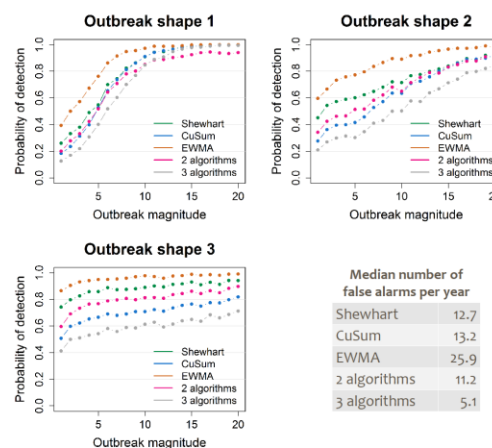 Outbreak shape 1
Probability of detection
0.0 0.2 0.4 0.6 0.8 1.0
Shewhart
CuSum
EWMA
2 algorithms
3 algorithms
5 10 15 20
Outbreak magnitude
Outbreak shape 2
Probability of detection
0.0 0.2 0.4 0.6 0.8 1.0
Shewhart
CuSum
EWMA
2 algorithms
3 algorithms
5 10 15 2
Outbreak magnitude
Outbreak shape 3
Probability of detection
0.0 0.2 0.4 0.6 0.8 1.0
Shewhart
CuSum
EWMA
2 algorithms
3 algorithms
5 10 15 20
Outbreak magnitude
Median number of
false alarms per year
Shewhart 12.7
CuSum 13.2
EWMA 25.9
2 algorithms 11.2
3 algorithms 5.1